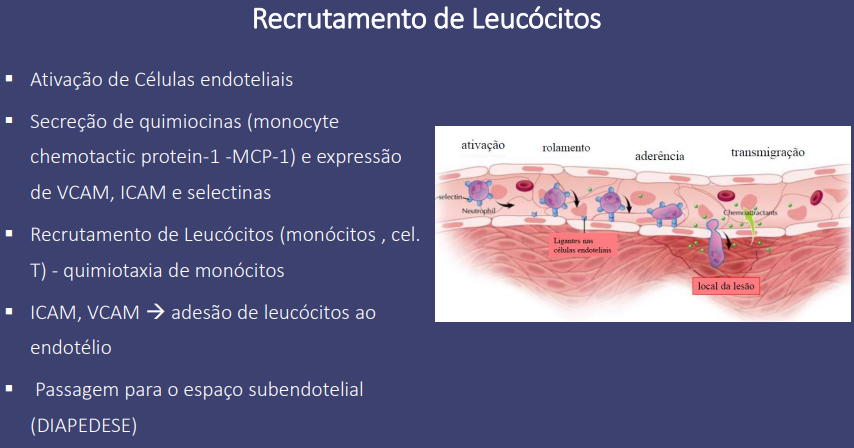 Recrutamento de Leucócitos
▪ Ativação de Células endoteliais
▪ Secreção de quimiocinas (monocyte
chemotactic protein-1 -MCP-1) e expressão
de VCAM, ICAM e selectinas
▪ Recrutamento de Leucócitos (monócitos , cel.
T) - quimiotaxia de monócitos
▪ ICAM, VCAM → adesão de leucócitos ao
endotélio
▪ Passagem para o espaço subendotelial
(DIAPEDESE)
ativação
rolamento
aderência
transmigração
-selectin
Neutrophil
Chemoattractants
Ligantes nas
células endoteliais
local da lesão